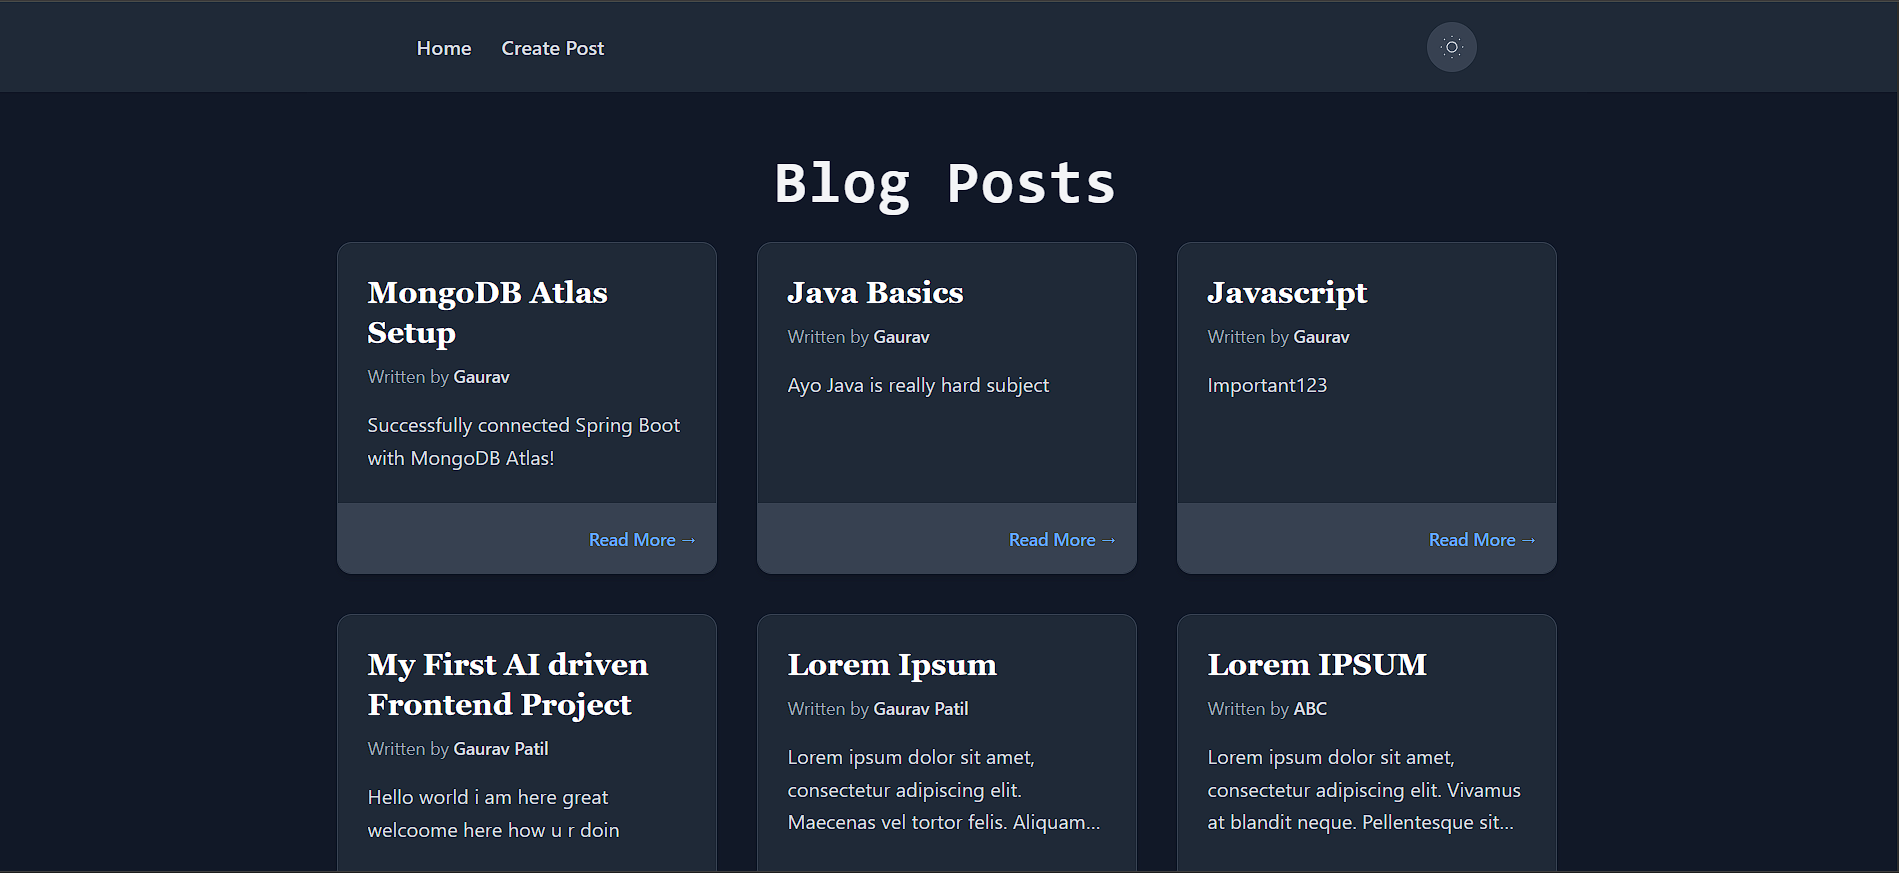 Home Create Post
Blog Posts
MongoDB Atlas
Setup
Written by Gaurav
Successfully connected Spring Boot
with MongoDB Atlas!
Read More →
Java Basics
Written by Gaurav
Ayo Java is really hard subject
Read More →
Javascript
Written by Gaurav
Important123
Read More →
My First AI driven
Frontend Project
Written by Gaurav Patil
Hello world i am here great
welcoome here how u r doin
Lorem Ipsum
Written by Gaurav Patil
Lorem ipsum dolor sit amet,
consectetur adipiscing elit.
Maecenas vel tortor felis. Aliquam...
Lorem IPSUM
Written by ABC
Lorem ipsum dolor sit amet,
consectetur adipiscing elit. Vivamus
at blandit neque. Pellentesque sit...